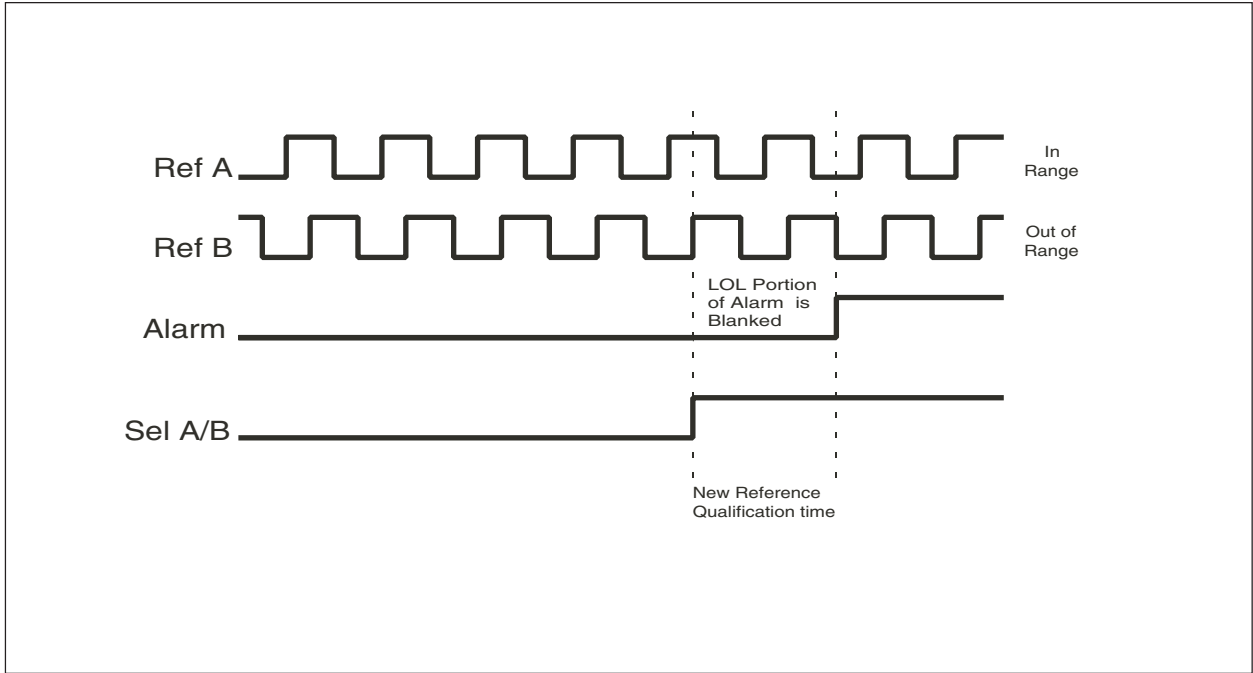 Ref A
In
Range
Ref B
Out of
Range
LOL Portion
of Alarm is
Blanked
Alarm
Sel A/B
New Reference
Qualification time